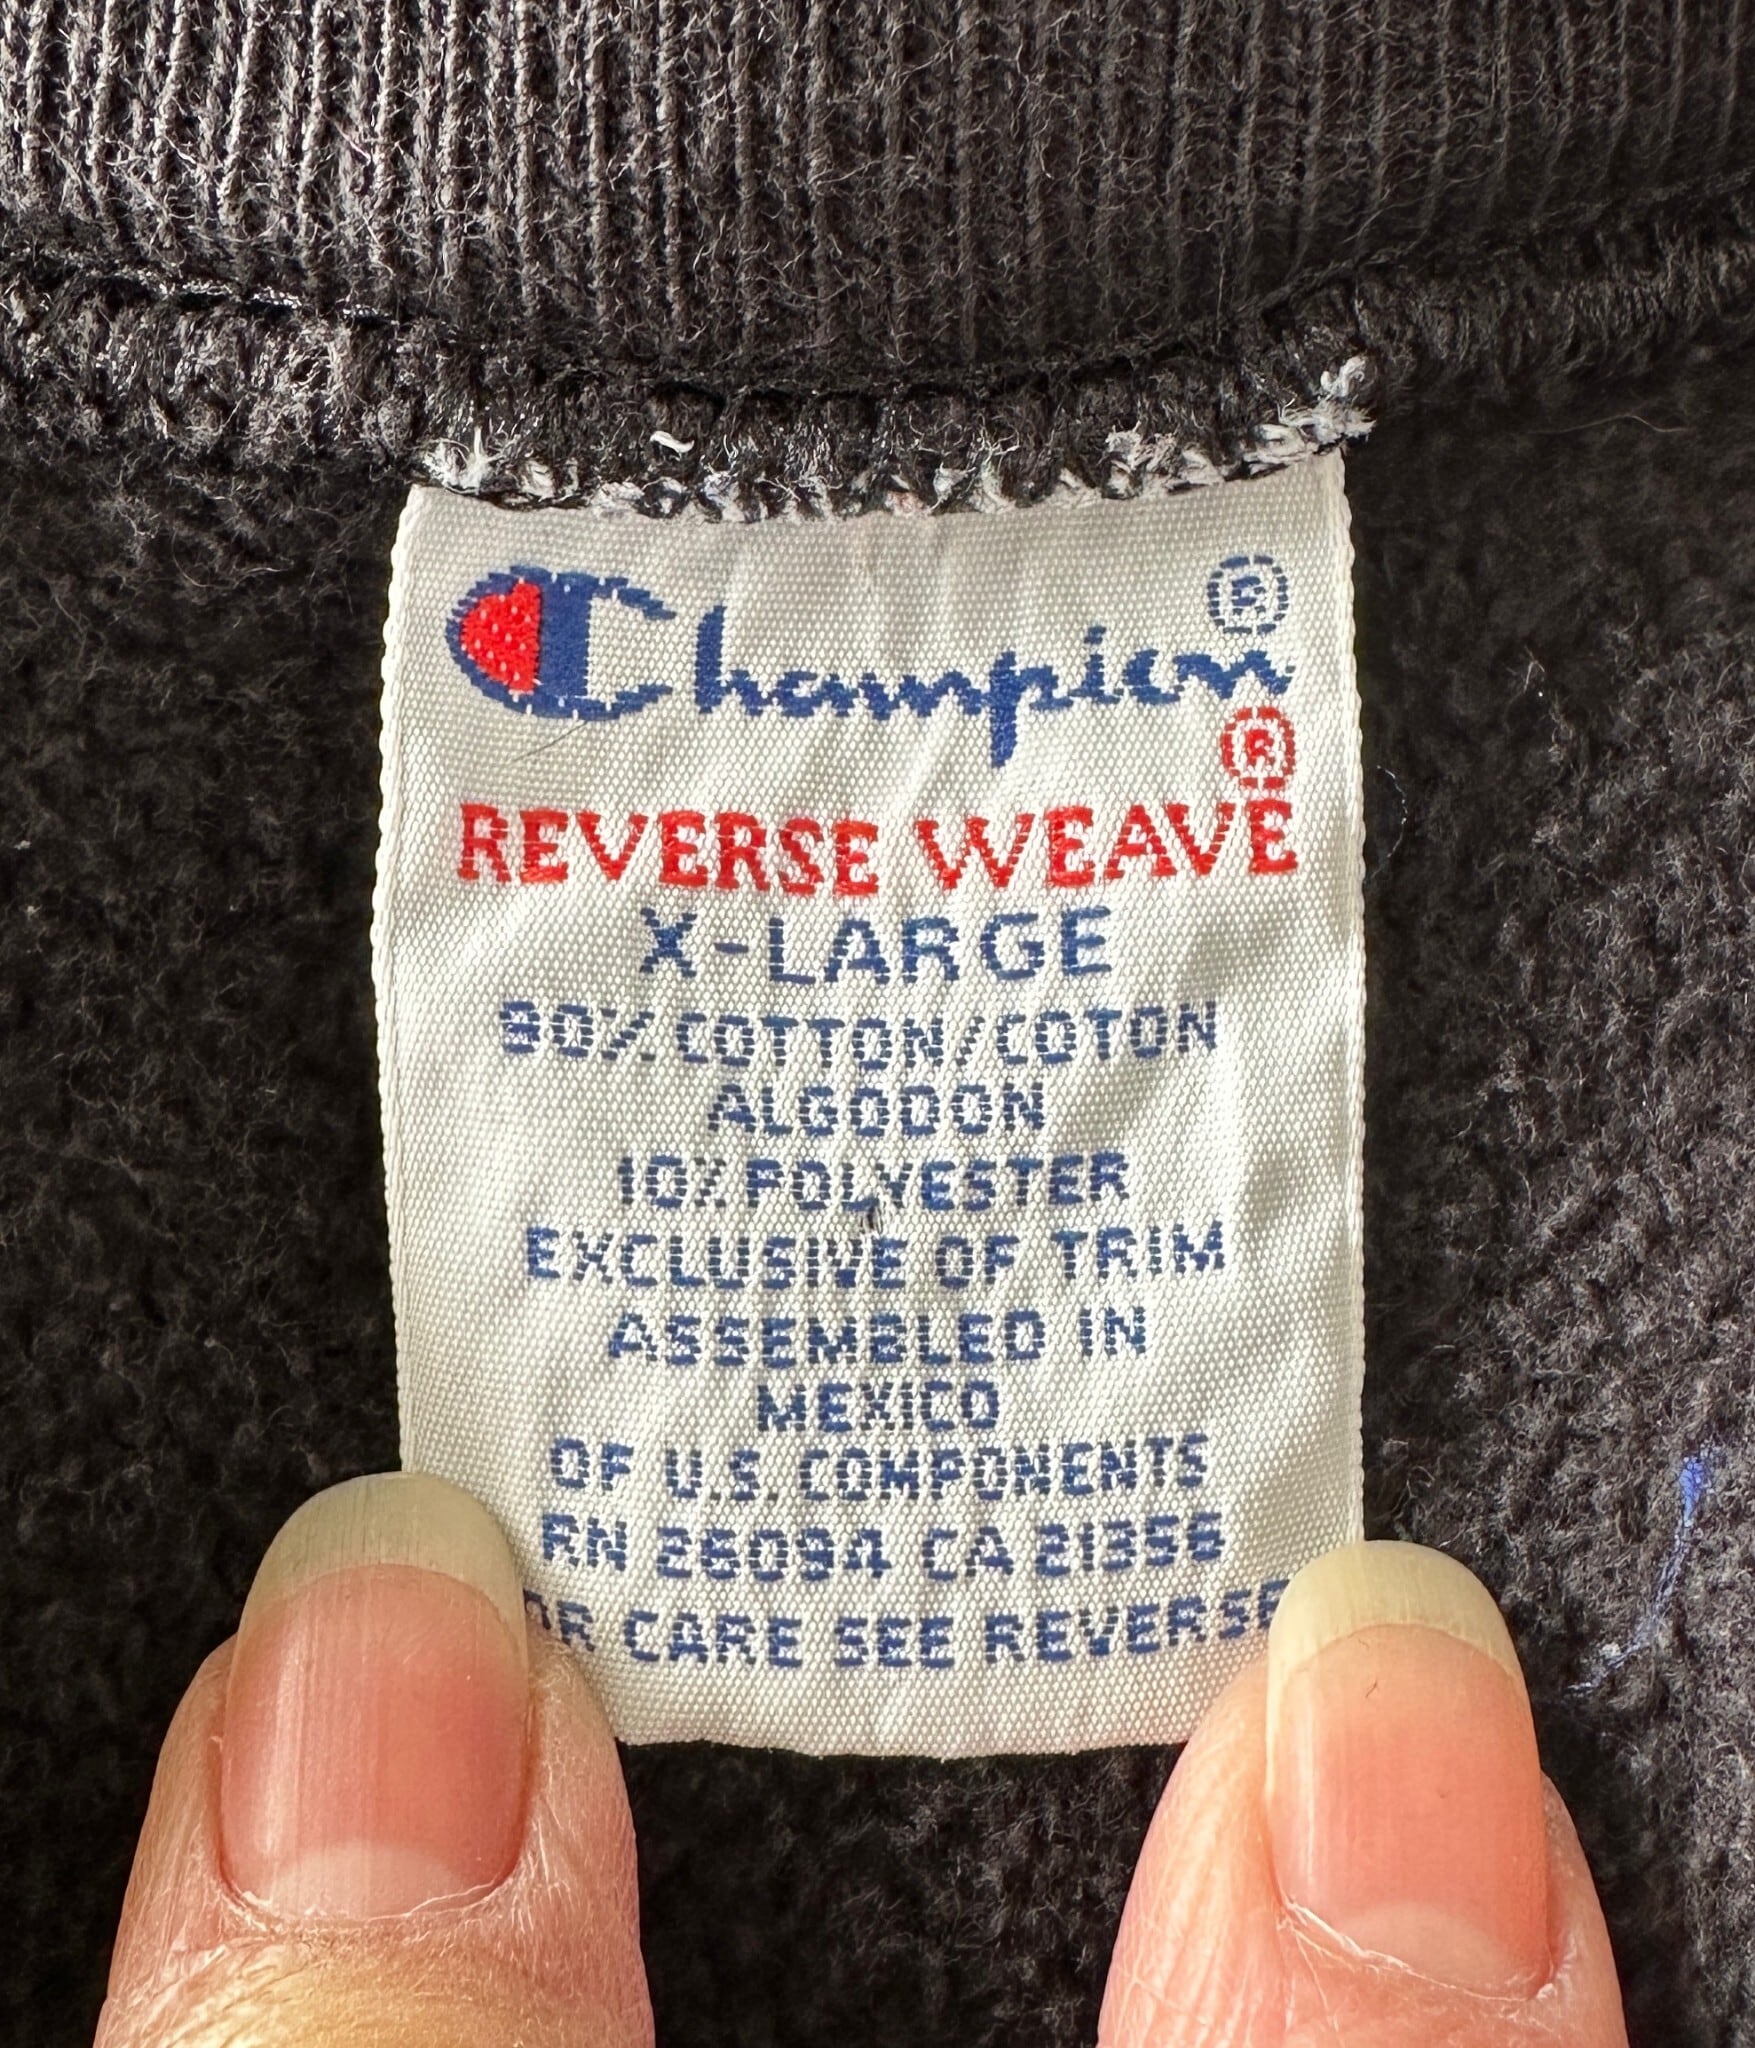 Champion®
REVERSE WEAVE®
X-LARGE
90% COTTON/COTON
ALGODON
10% POLYESTER
EXCLUSIVE OF TRIM
ASSEMBLED IN
MEXICO
OF U.S. COMPONENTS
RN 26094 CA 21356
OR CARE SEE REVERSE